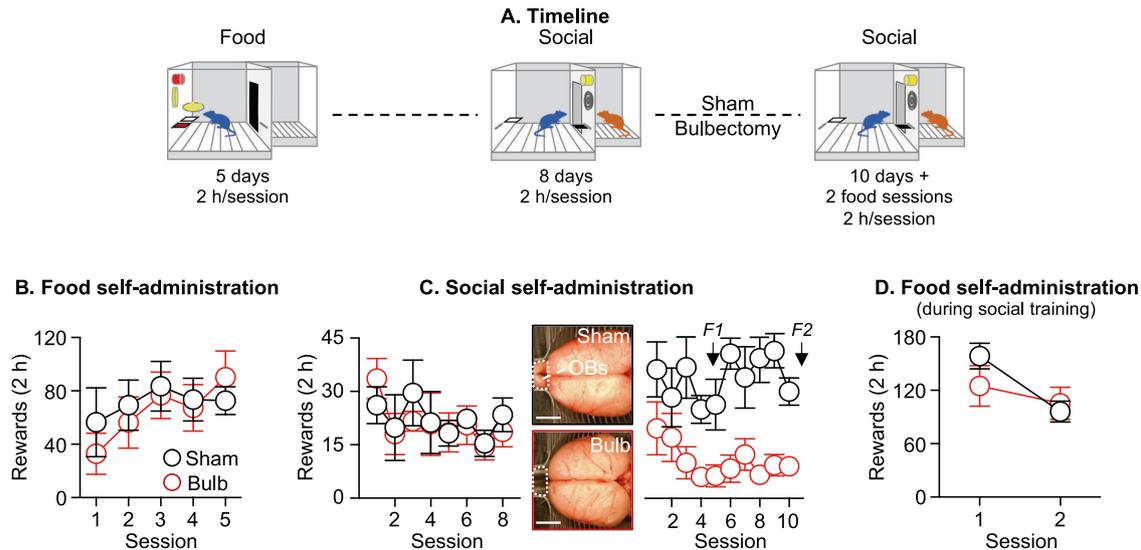 A. Timeline
Food
Social
Social
Sham
Bulbectomy
5 days
2 h/session
8 days
2 h/session
10 days +
2 food sessions
2 h/session
B. Food self-administration
Rewards (2 h)
120
80
40
0
1 2 3 4 5
Session
Sham
Bulb
C. Social self-administration
Rewards (2 h)
45
30
15
0
2 4 6 8
Session
Sham
OBs
Bulb
F1
F2
2 4 6 8 10
Session
D. Food self-administration
(during social training)
Rewards (2 h)
180
120
60
0
1 2
Session